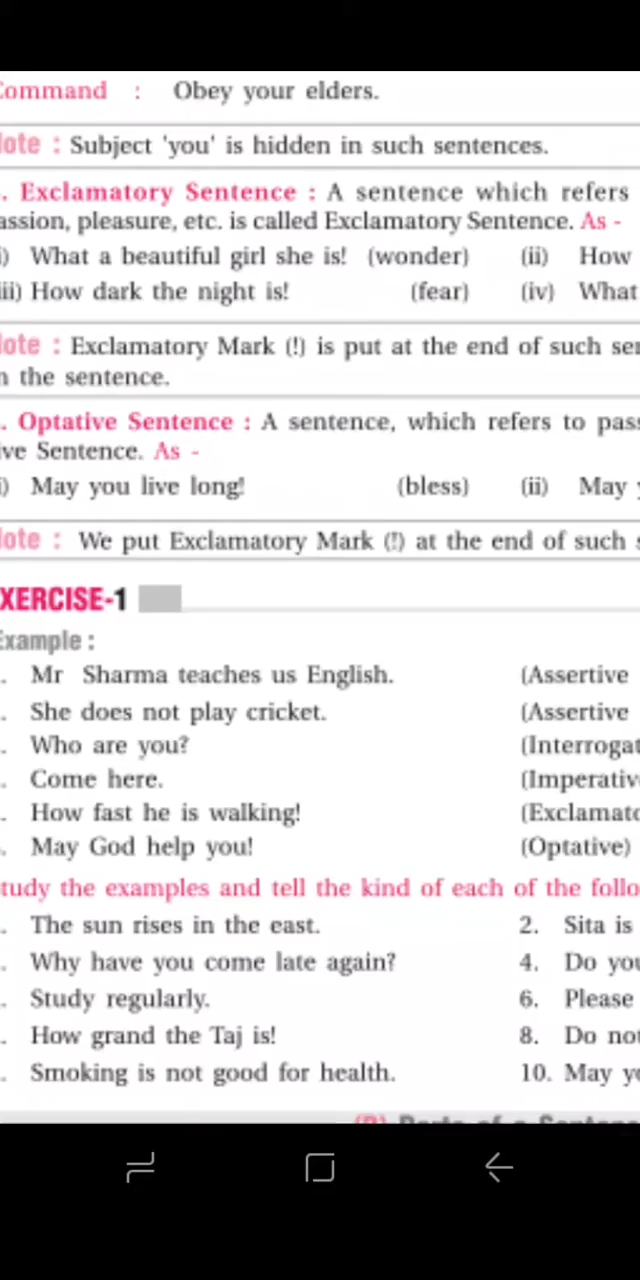 Command : Obey your elders.
Note : Subject 'you' is hidden in such sentences.
. Exclamatory Sentence : A sentence which refers
assion, pleasure, etc. is called Exclamatory Sentence. As -
i) What a beautiful girl she is! (wonder) (ii) How
iii) How dark the night is! (fear) (iv) What
Note : Exclamatory Mark (!) is put at the end of such
the sentence.
. Optative Sentence : A sentence, which refers to
ive Sentence. As -
i) May you live long! (bless) (ii) May
Note : We put Exclamatory Mark (!) at the end of such
XERCISE-1
Example :
. Mr Sharma teaches us English. (Assertive
. She does not play cricket. (Assertive
. Who are you? (Interrogat
. Come here. (Imperativ
. How fast he is walking! (Exclamato
. May God help you! (Optative)
tudy the examples and tell the kind of each of the follo
. The sun rises in the east. 2. Sita is
. Why have you come late again? 4. Do you
. Study regularly. 6. Please
. How grand the Taj is! 8. Do not
. Smoking is not good for health. 10. May yo